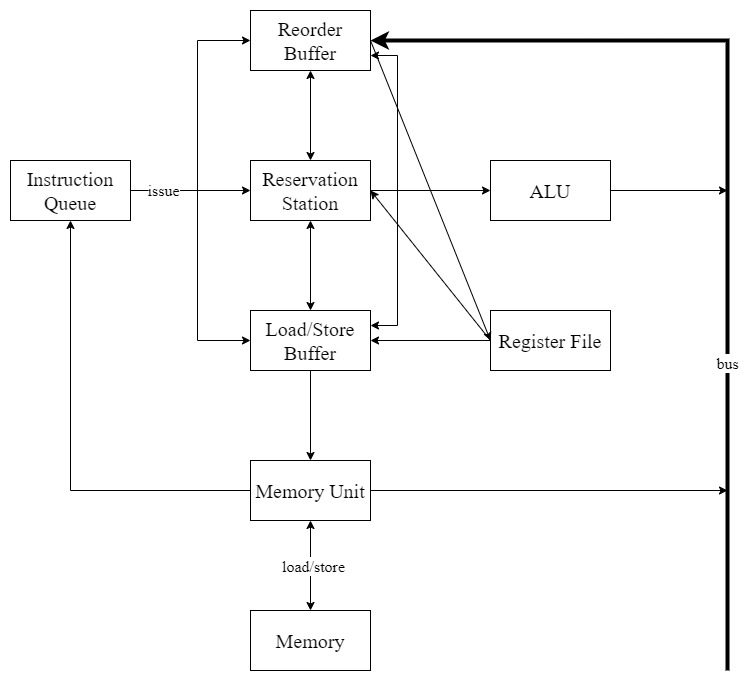 Reorder
Buffer
Instruction
Queue
issue
Reservation
Station
ALU
Load/Store
Buffer
Register File
bus
Memory Unit
load/store
Memory